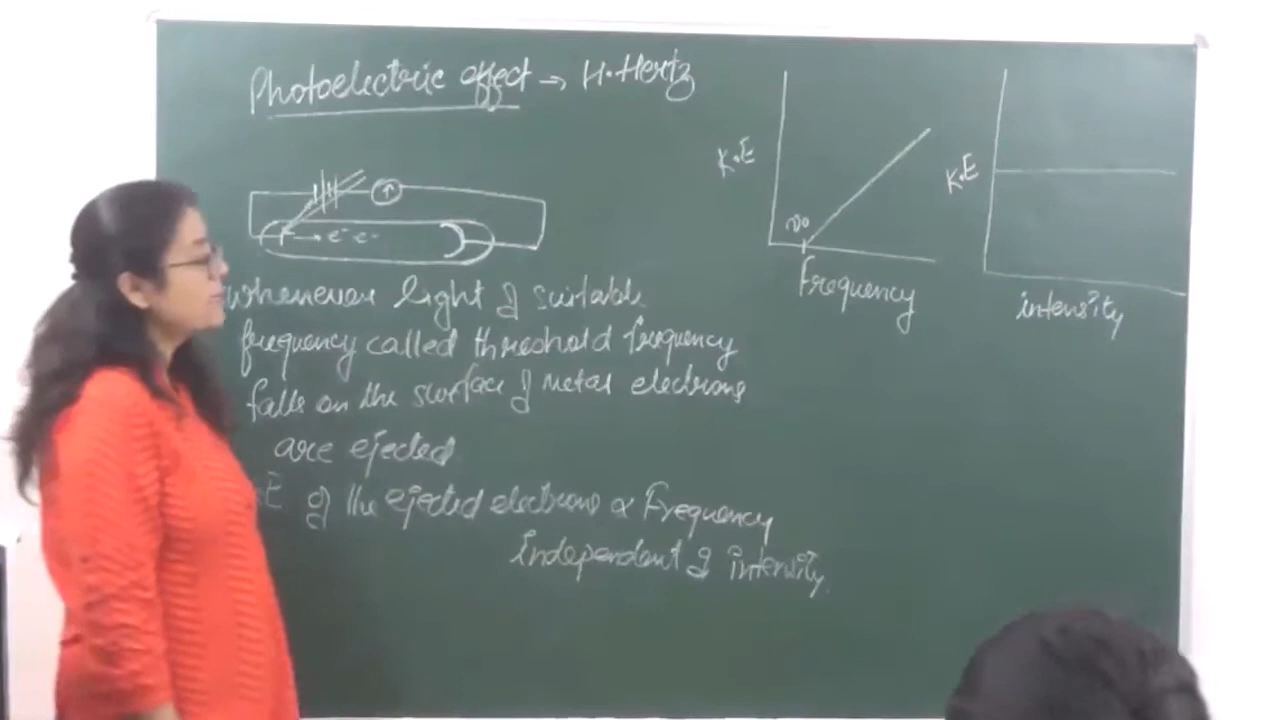 Photoelectric effect → H. Hertz
→ e⁻ e⁻
whenever light of suitable
frequency called threshold frequency
falls on the surface of metal electrons
are ejected
E of the ejected electrons ∝ Frequency
independent of intensity.
K.E
ν0
Frequency
K.E
intensity